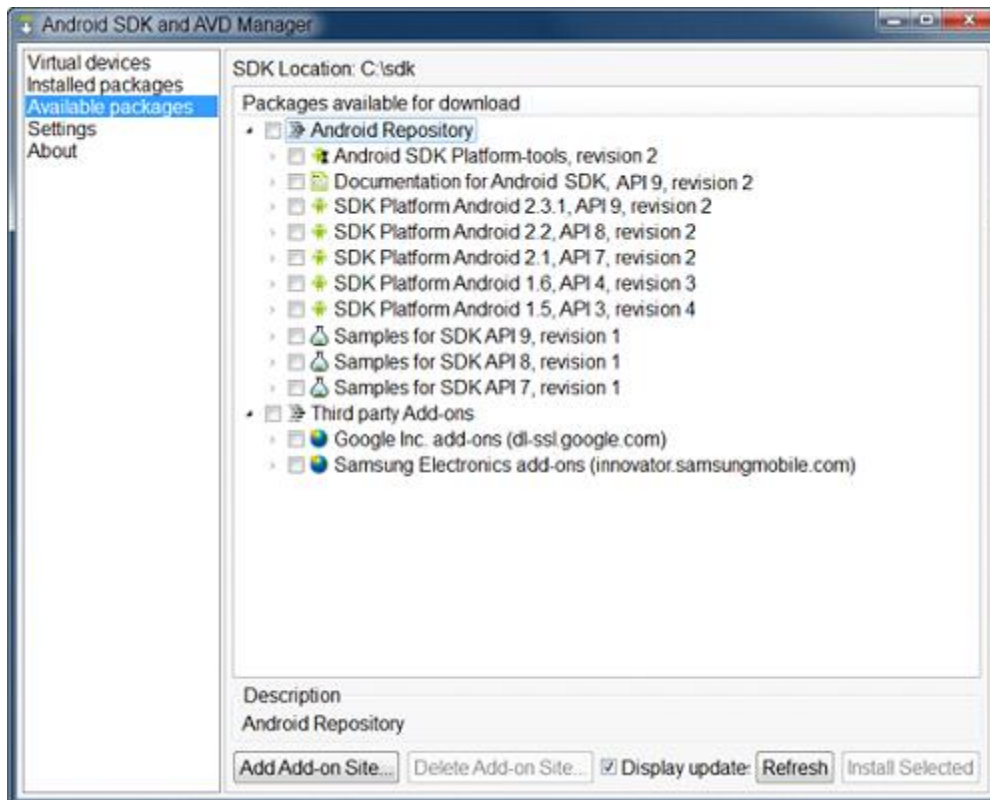 Android SDK and AVD Manager
Virtual devices
Installed packages
Available packages
Settings
About
SDK Location: C:\sdk
Packages available for download
Android Repository
Android SDK Platform-tools, revision 2
Documentation for Android SDK, API 9, revision 2
SDK Platform Android 2.3.1, API 9, revision 2
SDK Platform Android 2.2, API 8, revision 2
SDK Platform Android 2.1, API 7, revision 2
SDK Platform Android 1.6, API 4, revision 3
SDK Platform Android 1.5, API 3, revision 4
Samples for SDK API 9, revision 1
Samples for SDK API 8, revision 1
Samples for SDK API 7, revision 1
Third party Add-ons
Google Inc. add-ons (dl-ssl.google.com)
Samsung Electronics add-ons (innovator.samsungmobile.com)
Description
Android Repository
Add Add-on Site... Delete Add-on Site... Display update: Refresh Install Selected